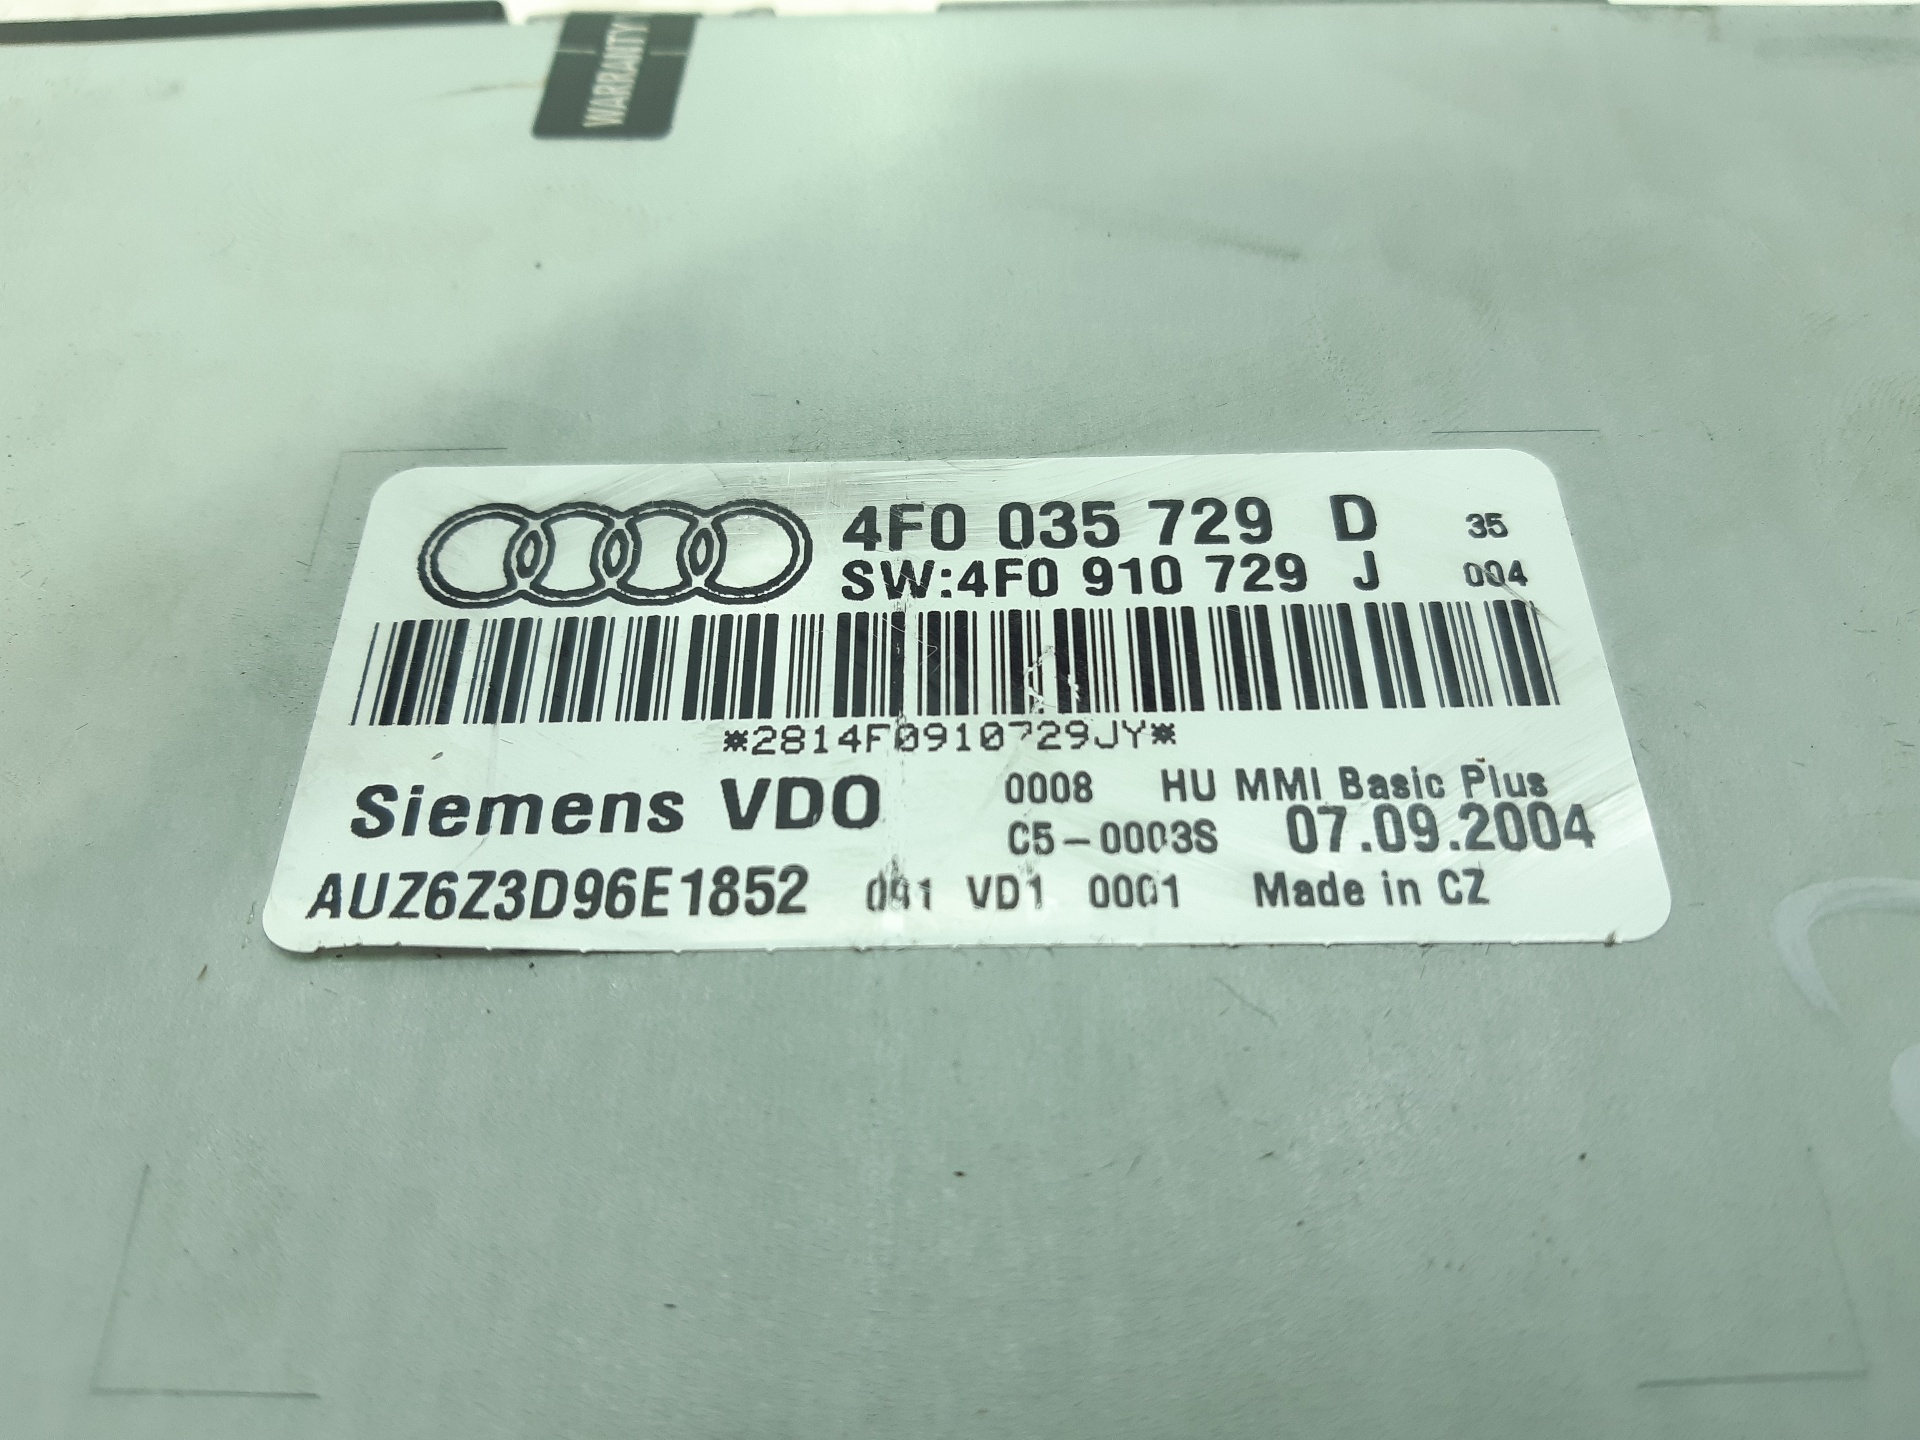 WARRANTY
4F0 035 729 D 35
SW:4F0 910 729 J 004
*2814F0910729JY*
Siemens VDO 0008 HU MMI Basic Plus
C5-0003S 07.09.2004
AUZ6Z3D96E1852 041 VD1 0001 Made in CZ